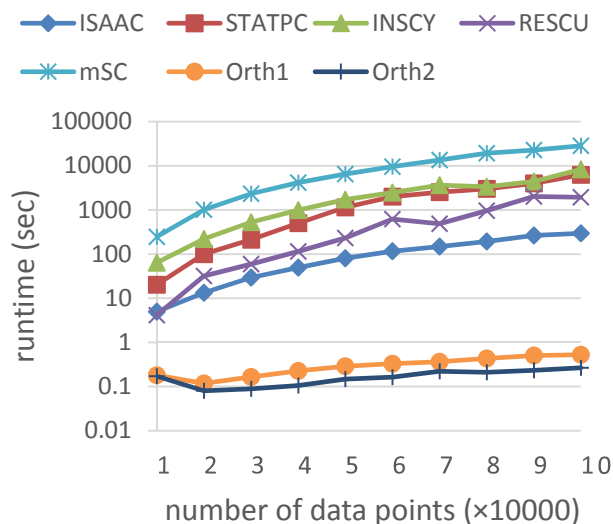 ISAAC STATPC INSCY RESCU
mSC Orth1 Orth2
100000
10000
1000
100
10
1
0.1
0.01
runtime (sec)
1 2 3 4 5 6 7 8 9 10
number of data points (×10000)